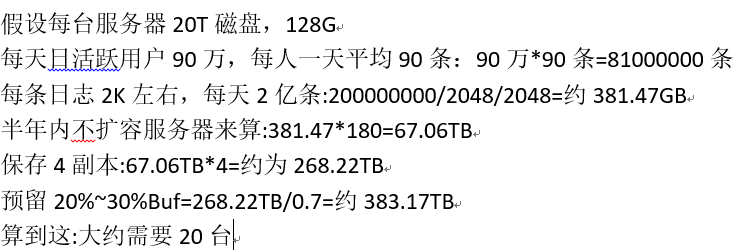 假设每台服务器 20T 磁盘，128G
每天日活跃用户 90 万，每人一天平均 90 条：90 万*90 条=81000000 条
每条日志 2K 左右，每天 2 亿条:200000000/2048/2048=约 381.47GB
半年内不扩容服务器来算:381.47*180=67.06TB
保存 4 副本:67.06TB*4=约为 268.22TB
预留 20%~30%Buf=268.22TB/0.7=约 383.17TB
算到这:大约需要 20 台